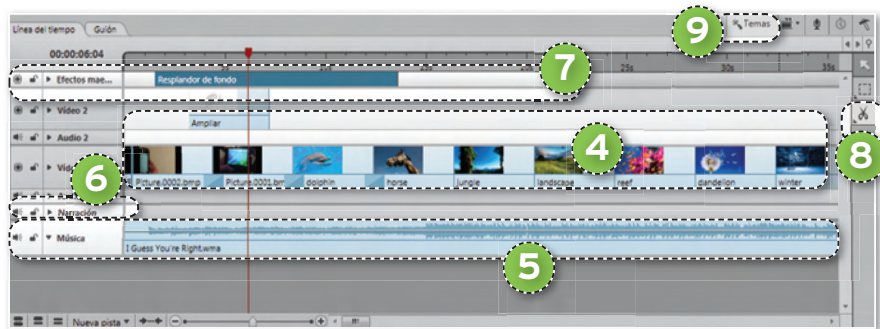 Línea del tiempo Guión
9
Temas
00:00:06:04
5s 25s 30s 35s
7
Efectos mae... Resplandor de fondo
Vídeo 2
Ampliar
Audio 2
4
8
6
Picture.0002.bmp Picture.0001.bmp dolphin horse jungle landscape reef dandelion winter
Narración
Música
I Guess You're Right.wma
5
Nueva pista